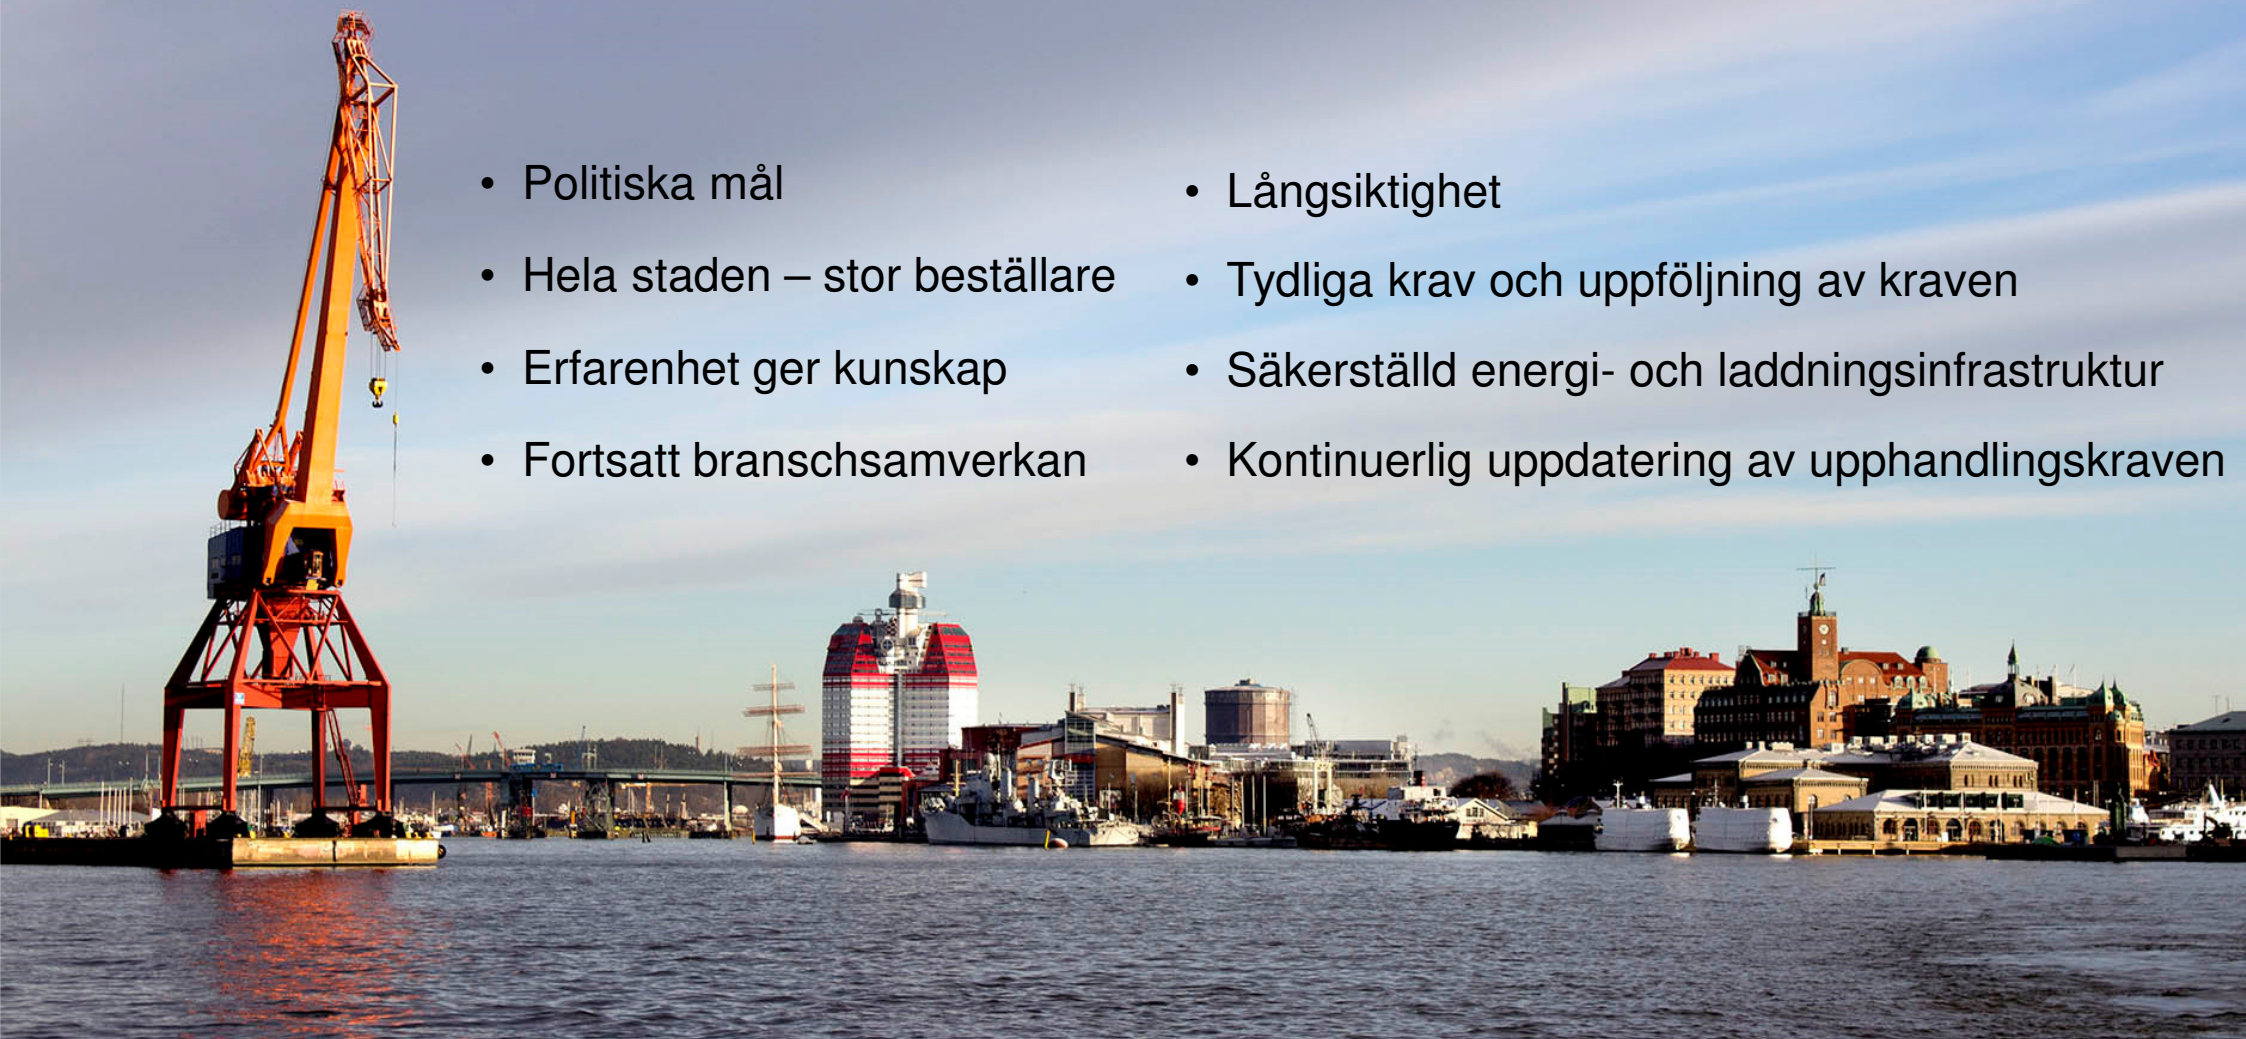 • Politiska mål
• Hela staden – stor beställare
• Erfarenhet ger kunskap
• Fortsatt branschsamverkan
• Långsiktighet
• Tydliga krav och uppföljning av kraven
• Säkerställd energi- och laddningsinfrastruktur
• Kontinuerlig uppdatering av upphandlingskraven